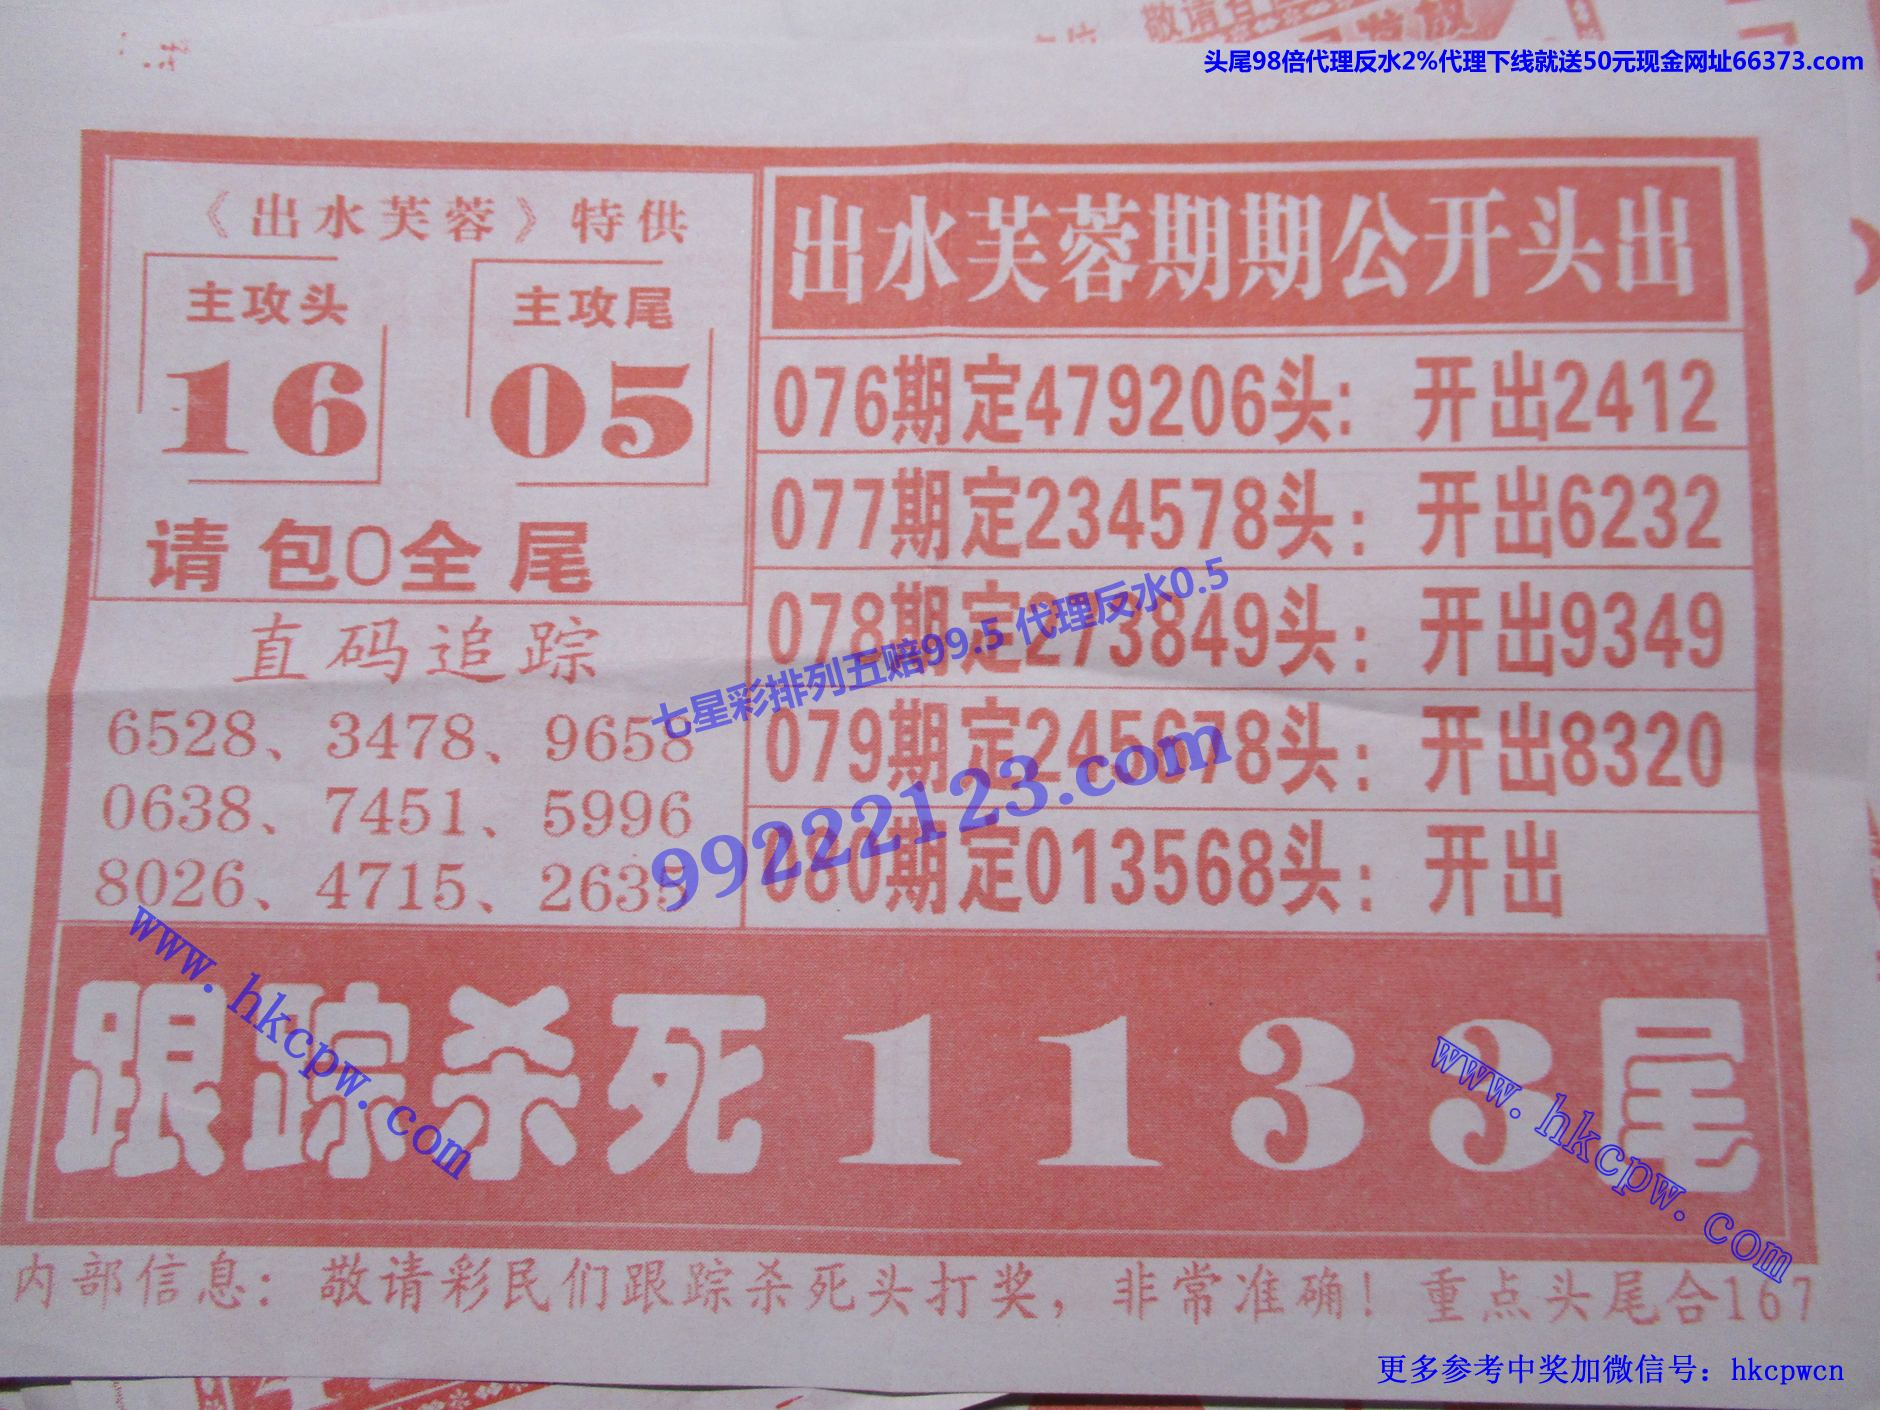 敬请
头尾98倍代理反水2%代理下线就送50元现金网址66373.com
《出水芙蓉》特供
主攻头
16
主攻尾
05
请包0全尾
直码追踪
6528、3478、9658
0638、7451、5996
8026、4715、2635
出水芙蓉期期公开头出
076期定479206头：开出2412
077期定234578头：开出6232
078期定273849头：开出9349
079期定245678头：开出8320
080期定013568头：开出
七星彩排列五赔99.5 代理反水0.5
99222123.com
跟踪杀死1133尾
www.hkcpw.com
www.hkcpw.com
内部信息：敬请彩民们跟踪杀死头打奖，非常准确！重点头尾合167
更多参考中奖加微信号：hkcpwcn